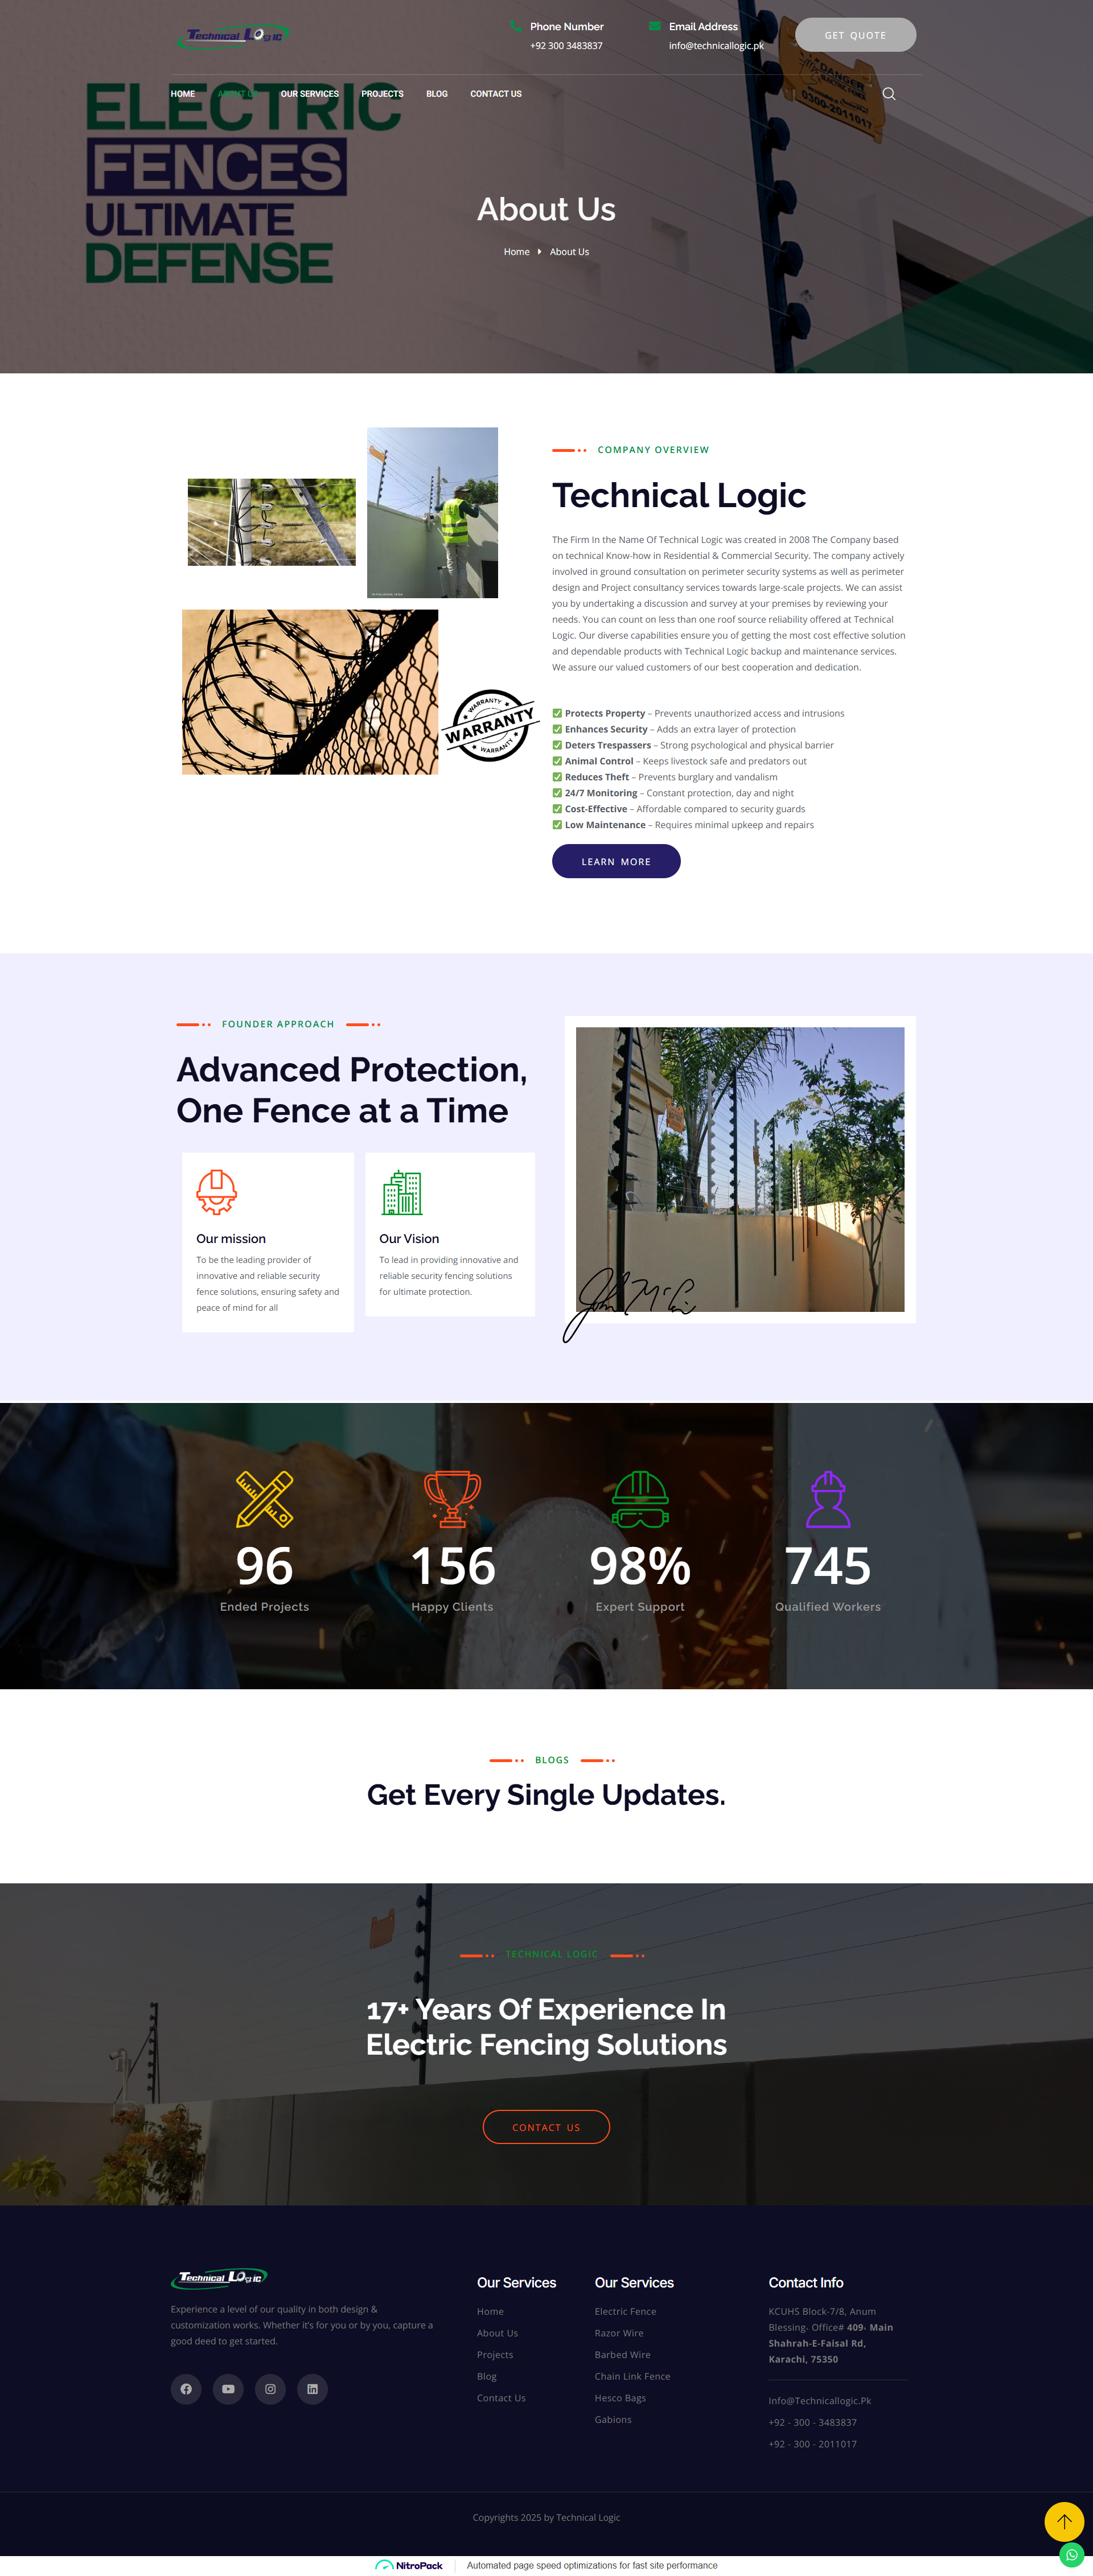 Technical Logic
Phone Number
+92 300 3483837
Email Address
info@technicallogic.pk
GET QUOTE
HOME
ABOUT US
OUR SERVICES
PROJECTS
BLOG
CONTACT US
DANGER
0300-2011017
ELECTRIC
FENCES
ULTIMATE
DEFENSE
About Us
Home
About Us
WARRANTY
WARRANTY
WARRANTY
COMPANY OVERVIEW
Technical Logic
The Firm In the Name Of Technical Logic was created in 2008 The Company based
on technical Know-how in Residential & Commercial Security. The company actively
involved in ground consultation on perimeter security systems as well as perimeter
design and Project consultancy services towards large-scale projects. We can assist
you by undertaking a discussion and survey at your premises by reviewing your
needs. You can count on less than one roof source reliability offered at Technical
Logic. Our diverse capabilities ensure you of getting the most cost effective solution
and dependable products with Technical Logic backup and maintenance services.
We assure our valued customers of our best cooperation and dedication.
✅ Protects Property – Prevents unauthorized access and intrusions
✅ Enhances Security – Adds an extra layer of protection
✅ Deters Trespassers – Strong psychological and physical barrier
✅ Animal Control – Keeps livestock safe and predators out
✅ Reduces Theft – Prevents burglary and vandalism
✅ 24/7 Monitoring – Constant protection, day and night
✅ Cost-Effective – Affordable compared to security guards
✅ Low Maintenance – Requires minimal upkeep and repairs
LEARN MORE
FOUNDER APPROACH
Advanced Protection,
One Fence at a Time
Our mission
To be the leading provider of
innovative and reliable security
fence solutions, ensuring safety and
peace of mind for all
Our Vision
To lead in providing innovative and
reliable security fencing solutions
for ultimate protection.
96
Ended Projects
156
Happy Clients
98%
Expert Support
745
Qualified Workers
BLOGS
Get Every Single Updates.
TECHNICAL LOGIC
17+ Years Of Experience In
Electric Fencing Solutions
CONTACT US
Technical Logic
Experience a level of our quality in both design &
customization works. Whether it's for you or by you, capture a
good deed to get started.
Our Services
Home
About Us
Projects
Blog
Contact Us
Our Services
Electric Fence
Razor Wire
Barbed Wire
Chain Link Fence
Hesco Bags
Gabions
Contact Info
KCUHS Block-7/8, Anum
Blessing، Office# 409، Main
Shahrah-E-Faisal Rd,
Karachi, 75350
Info@Technicallogic.Pk
+92 - 300 - 3483837
+92 - 300 - 2011017
Copyrights 2025 by Technical Logic
NitroPack
Automated page speed optimizations for fast site performance